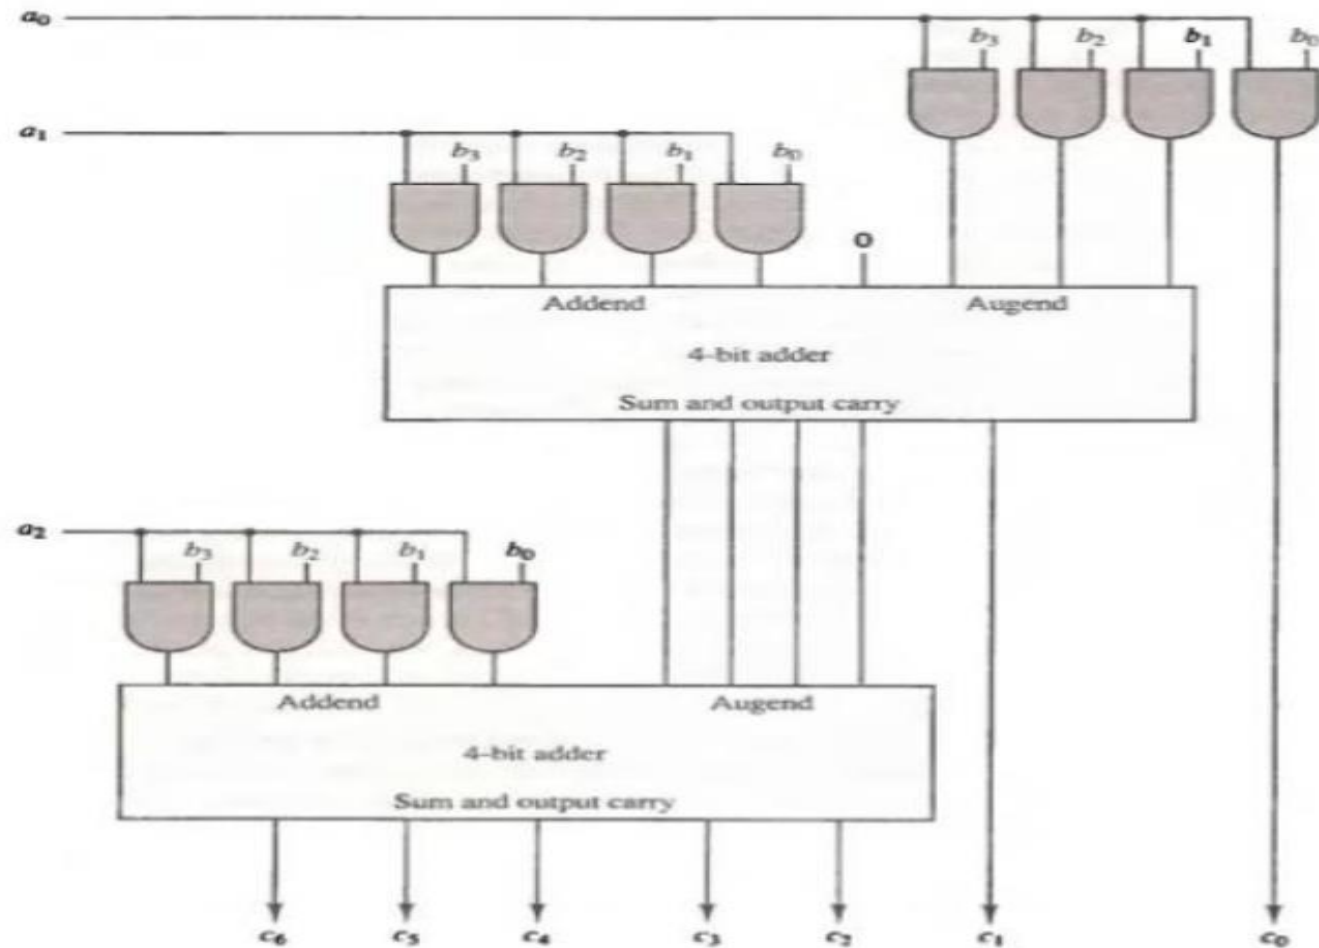 a₀
b₃ b₂ b₁ b₀
a₁
b₃ b₂ b₁ b₀
0
Addend Augend
4-bit adder
Sum and output carry
a₂
b₃ b₂ b₁ b₀
Addend Augend
4-bit adder
Sum and output carry
c₆ c₅ c₄ c₃ c₂ c₁ c₀